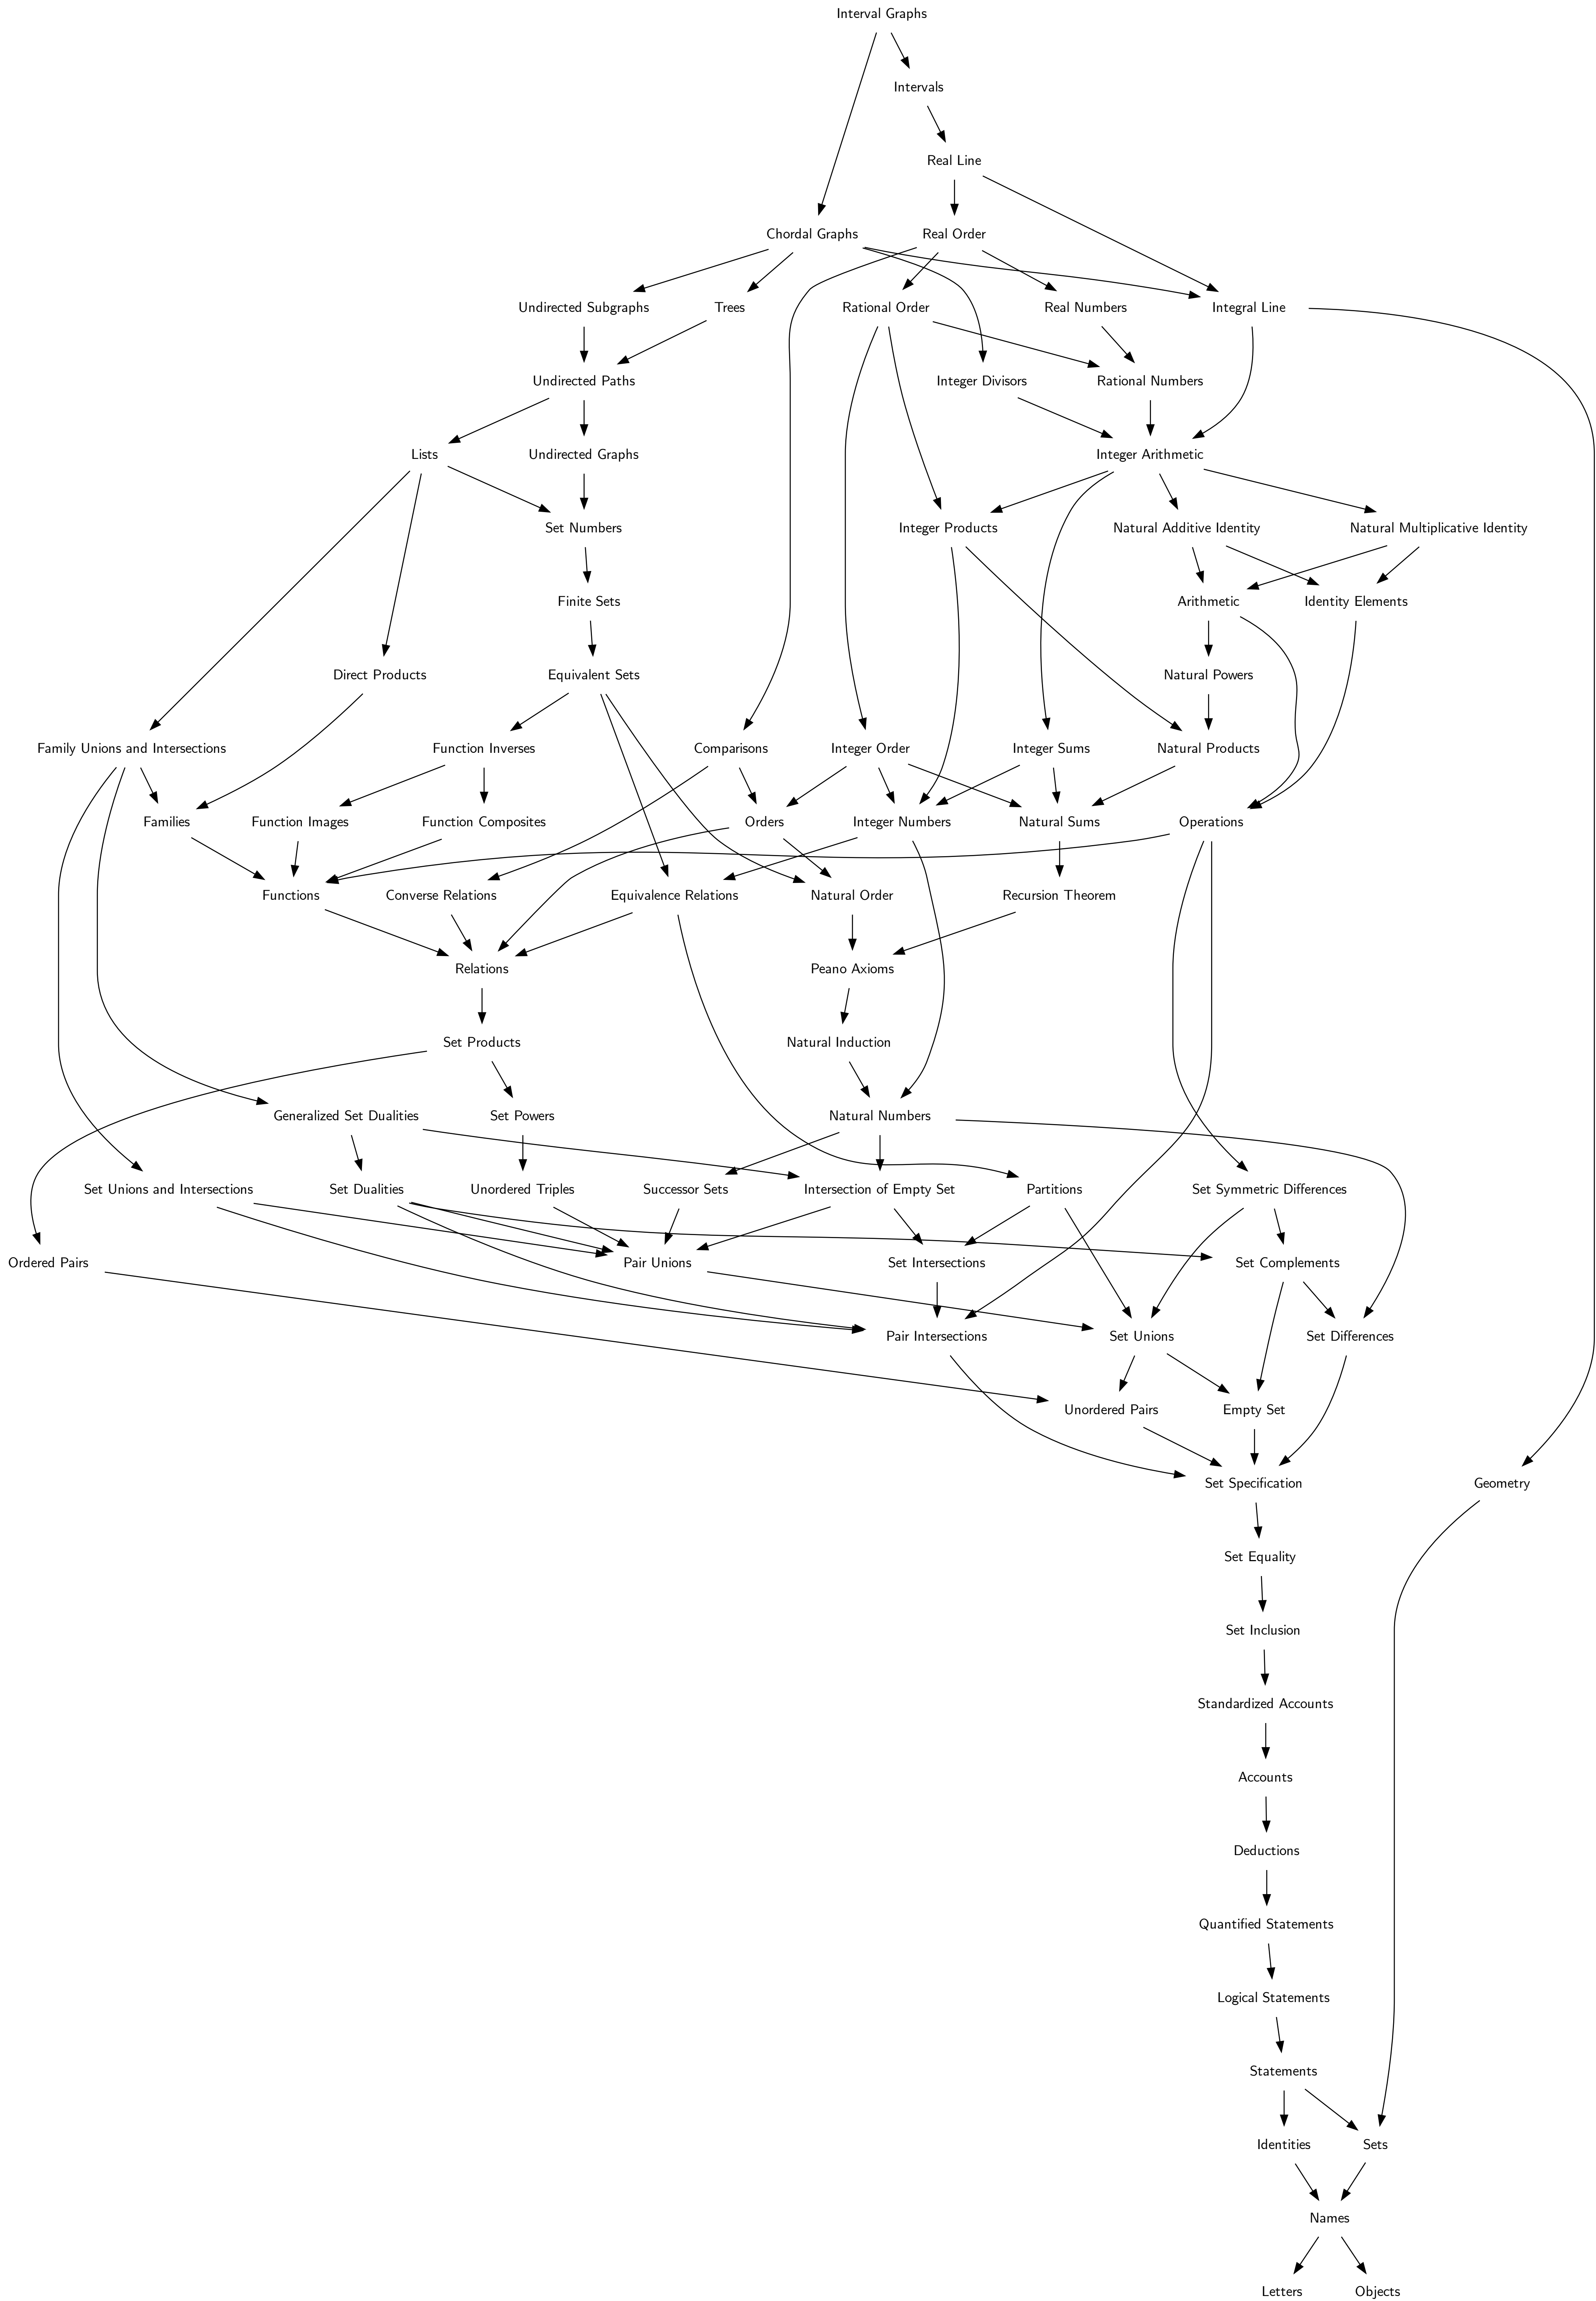 Interval Graphs
Intervals
Real Line
Chordal Graphs
Real Order
Undirected Subgraphs
Trees
Rational Order
Real Numbers
Integral Line
Undirected Paths
Integer Divisors
Rational Numbers
Lists
Undirected Graphs
Integer Arithmetic
Set Numbers
Integer Products
Natural Additive Identity
Natural Multiplicative Identity
Finite Sets
Arithmetic
Identity Elements
Direct Products
Equivalent Sets
Natural Powers
Family Unions and Intersections
Function Inverses
Comparisons
Integer Order
Integer Sums
Natural Products
Families
Function Images
Function Composites
Orders
Integer Numbers
Natural Sums
Operations
Functions
Converse Relations
Equivalence Relations
Natural Order
Recursion Theorem
Relations
Peano Axioms
Set Products
Natural Induction
Generalized Set Dualities
Set Powers
Natural Numbers
Set Unions and Intersections
Set Dualities
Unordered Triples
Successor Sets
Intersection of Empty Set
Partitions
Set Symmetric Differences
Ordered Pairs
Pair Unions
Set Intersections
Set Complements
Pair Intersections
Set Unions
Set Differences
Unordered Pairs
Empty Set
Set Specification
Geometry
Set Equality
Set Inclusion
Standardized Accounts
Accounts
Deductions
Quantified Statements
Logical Statements
Statements
Identities
Sets
Names
Letters
Objects